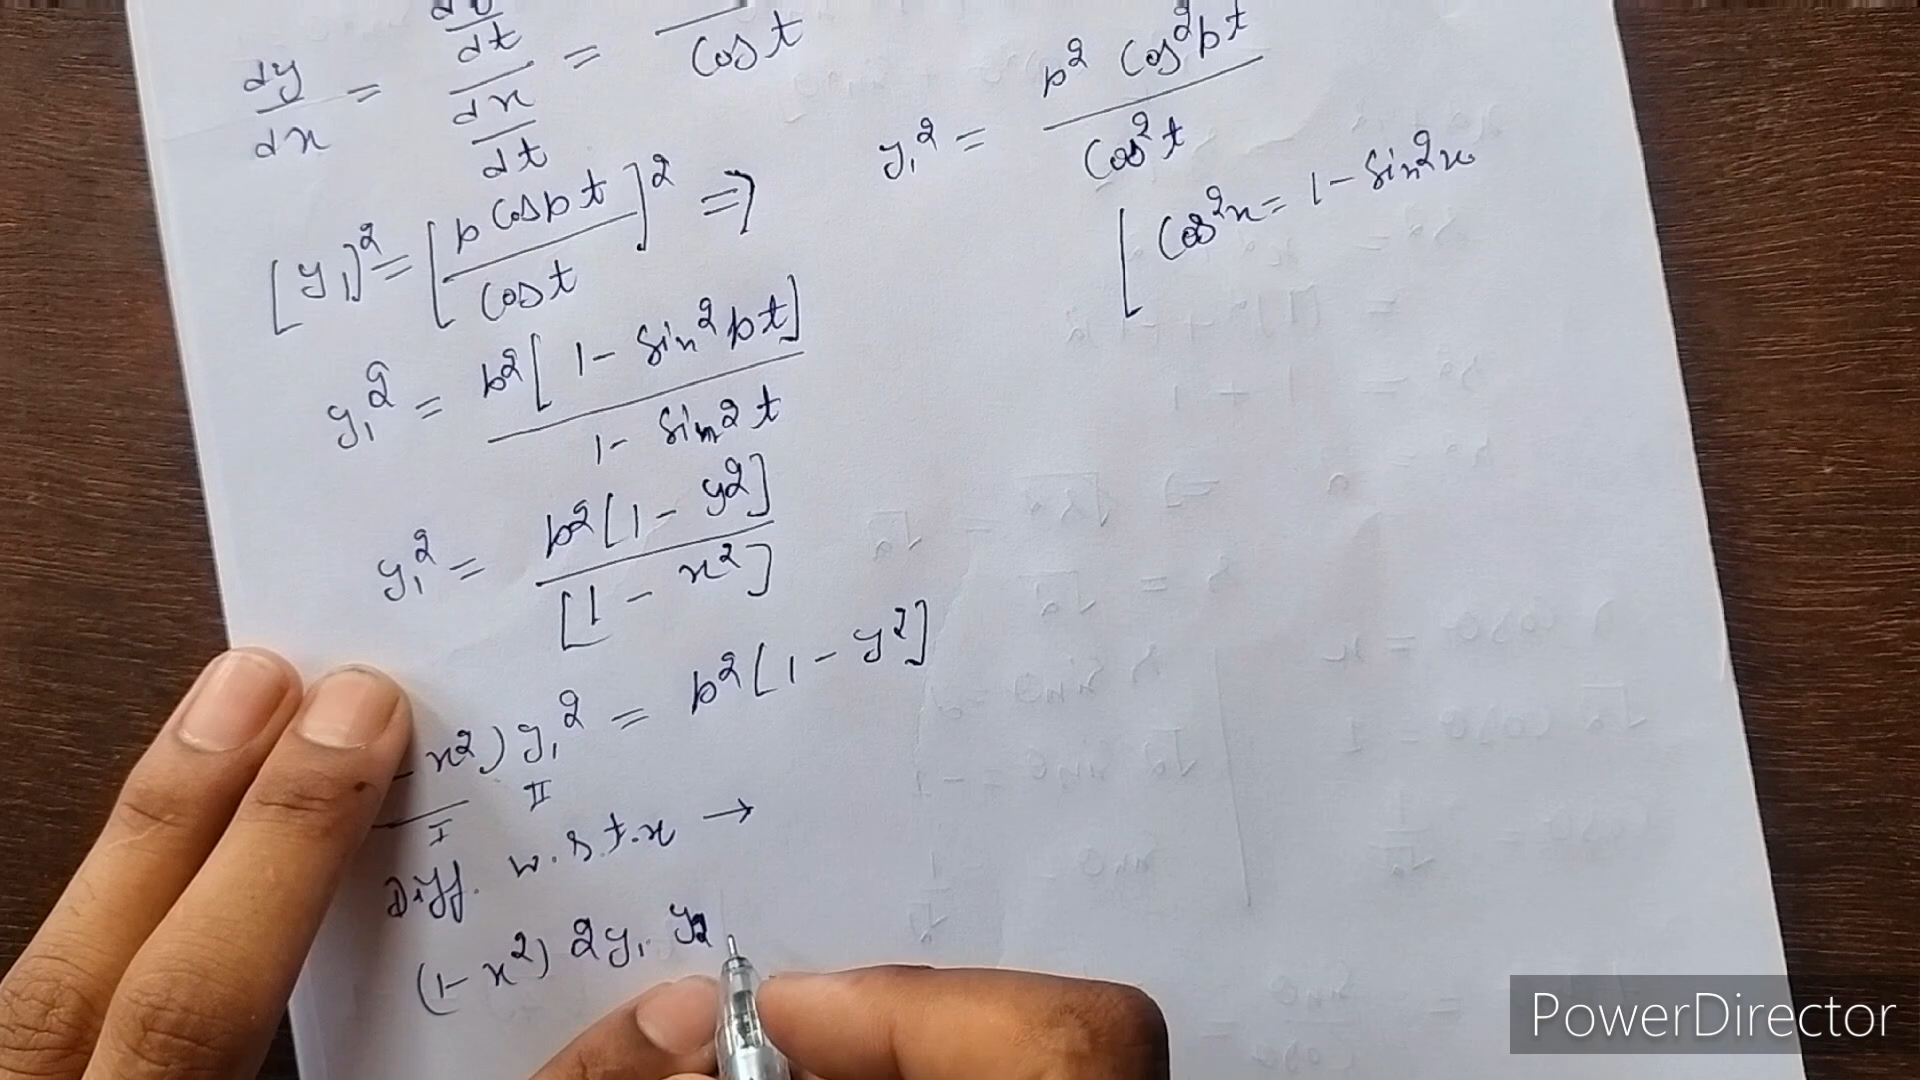 dy/dx = dy/dt / dx/dt = / Cos t
[y₁]² = [p Cos pt / Cos t]² ⇒ y₁² = p² Cos² pt / Cos² t
[Cos²x = 1 - Sin²x
y₁² = p²[1 - Sin² pt] / 1 - Sin² t
y₁² = p²[1 - y²] / [1 - x²]
- x²) y₁² = p²[1 - y²]
I II
Diff. w.r.t.x →
(1 - x²) 2y₁ y₂
PowerDirector